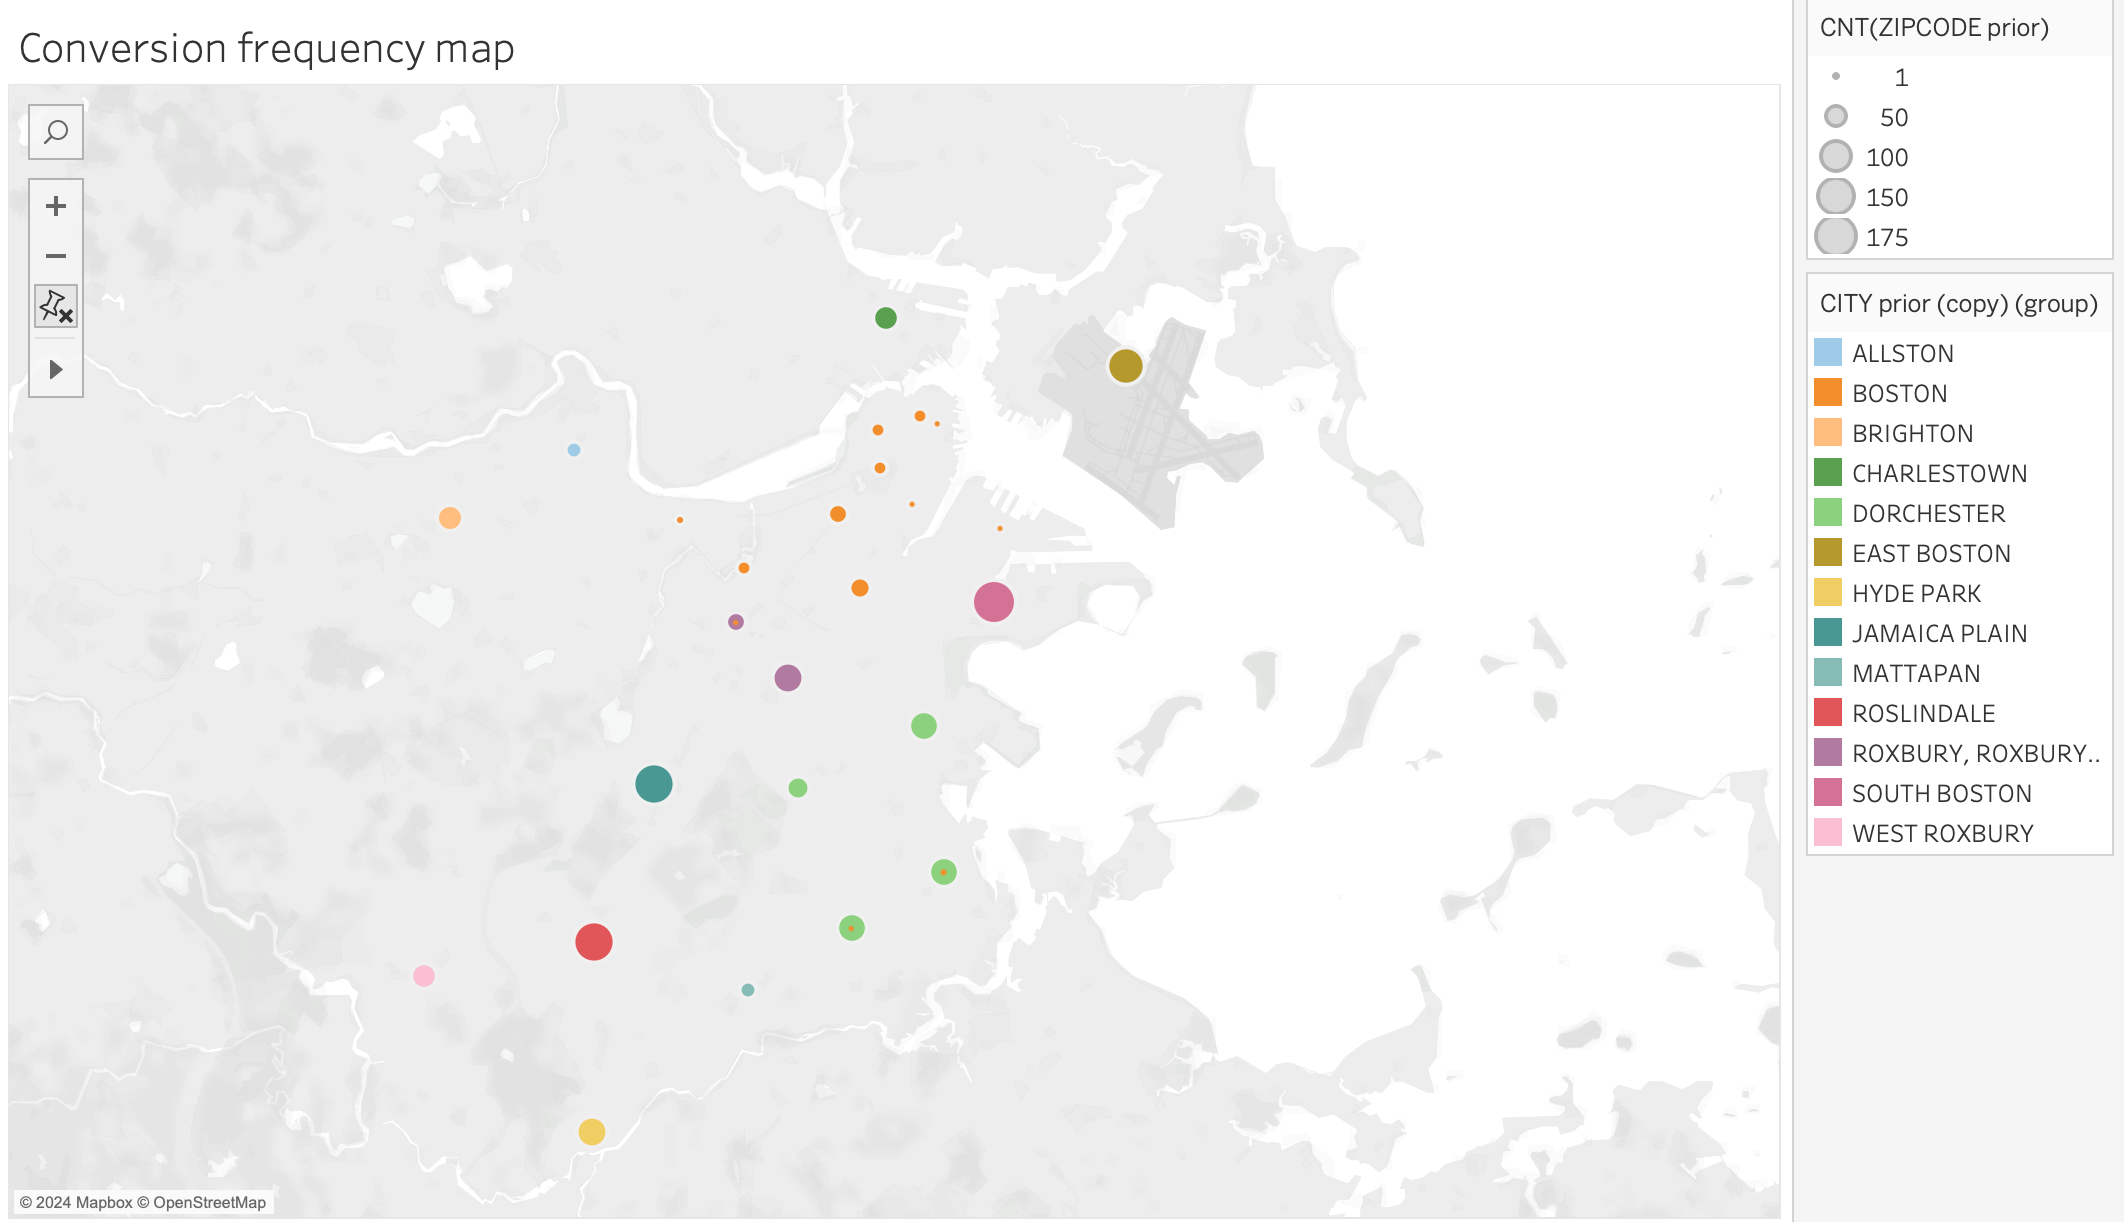 Conversion frequency map
CNT(ZIPCODE prior)
1
50
100
150
175
CITY prior (copy) (group)
ALLSTON
BOSTON
BRIGHTON
CHARLESTOWN
DORCHESTER
EAST BOSTON
HYDE PARK
JAMAICA PLAIN
MATTAPAN
ROSLINDALE
ROXBURY, ROXBURY..
SOUTH BOSTON
WEST ROXBURY
© 2024 Mapbox © OpenStreetMap